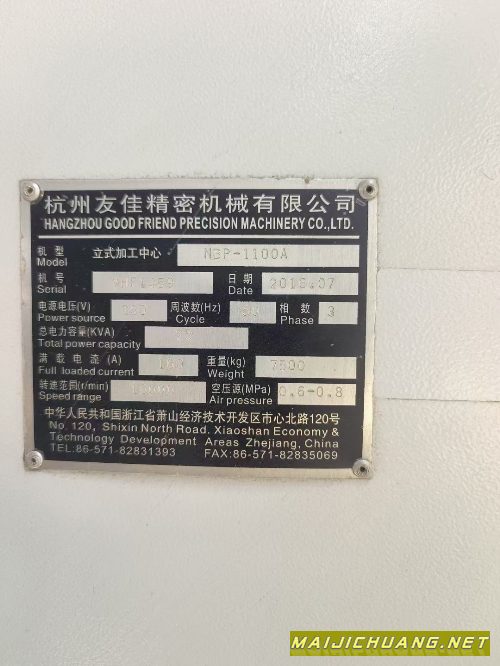 杭州友佳精密机械有限公司
HANGZHOU GOOD FRIEND PRECISION MACHINERY CO.,LTD.
机型 立式加工中心 NBP-1100A
Model
机号 日期 2018.07
Serial Date
电源电压(V) 周波数(Hz) 相数 3
Power source Cycle Phase
总电力容量(KVA)
Total power capacity
满载电流(A) 重量(kg) 7500
Full loaded current Weight
转速范围(r/min) 空压源(MPa) 0.6-0.8
Speed range Air pressure
中华人民共和国浙江省萧山经济技术开发区市心北路120号
No. 120, Shixin North Road, Xiaoshan Economy &
Technology Development Areas Zhejiang, China
TEL:86-571-82831393 FAX:86-571-82835069
MAIJICHUANG.NET